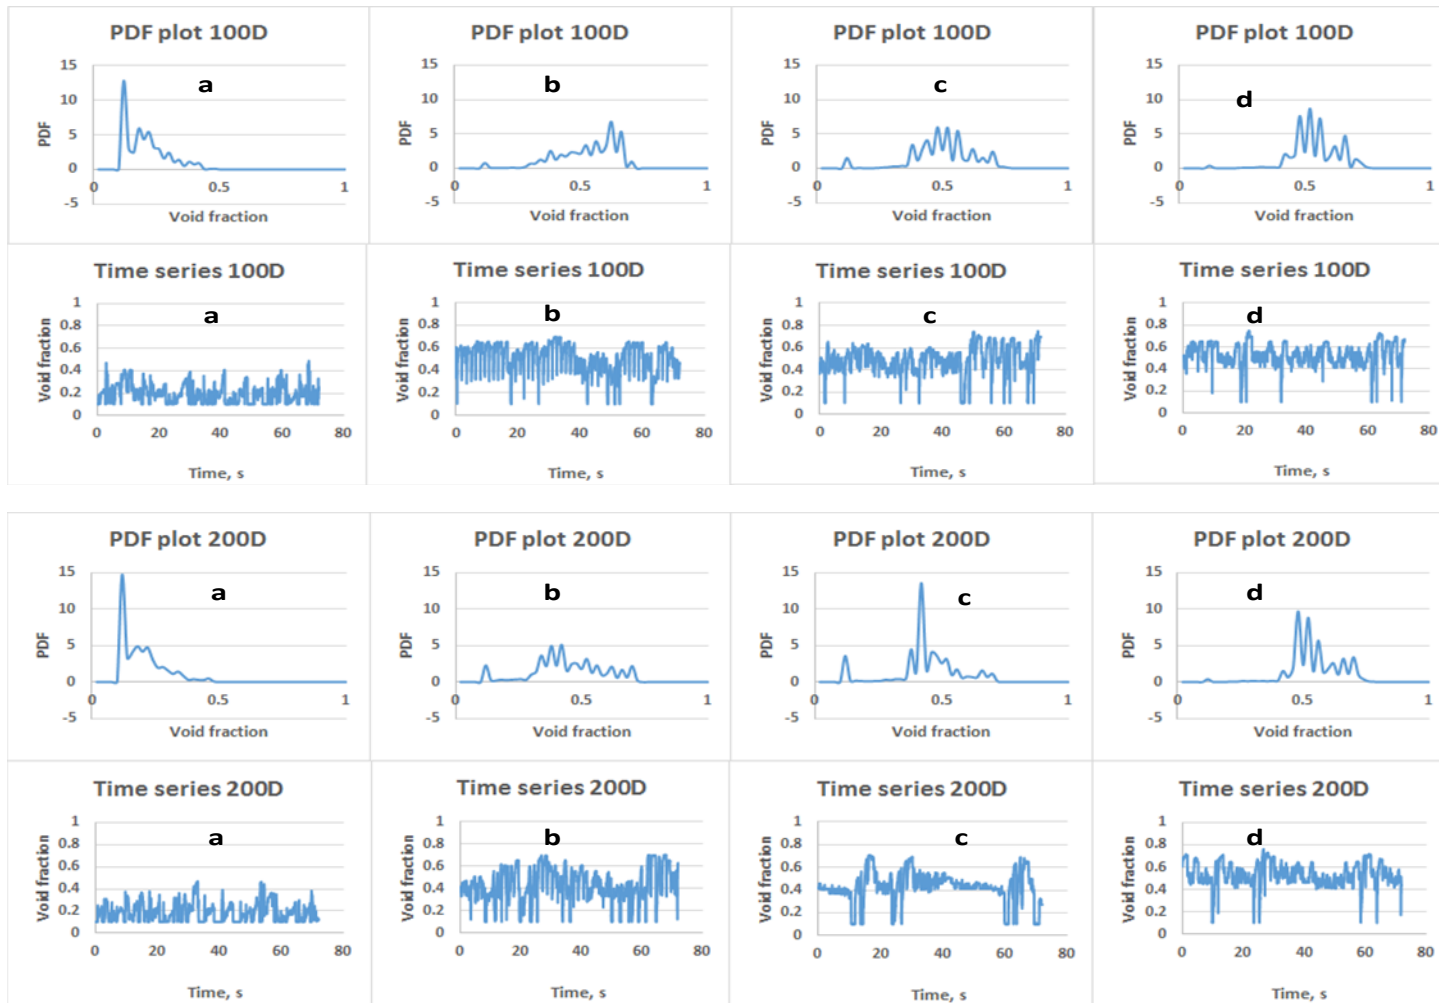 PDF plot 100D
PDF plot 100D
PDF plot 100D
PDF plot 100D
15
10
5
0
-5
PDF
a
0
0.5
1
Void fraction
15
10
5
0
-5
PDF
b
0
0.5
1
Void fraction
15
10
5
0
-5
PDF
c
0
0.5
1
Void fraction
15
10
5
0
-5
PDF
d
0
0.5
1
Void fraction
Time series 100D
1
0.8
0.6
0.4
0.2
0
Void fraction
a
0 20 40 60 80
Time, s
Time series 100D
1
0.8
0.6
0.4
0.2
0
Void fraction
b
0 20 40 60 80
Time, s
Time series 100D
1
0.8
0.6
0.4
0.2
0
Void fraction
c
0 20 40 60 80
Time, s
Time series 100D
1
0.8
0.6
0.4
0.2
0
Void fraction
d
0 20 40 60 80
Time, s
PDF plot 200D
15
10
5
0
-5
PDF
a
0
0.5
1
Void fraction
PDF plot 200D
15
10
5
0
-5
PDF
b
0
0.5
1
Void fraction
PDF plot 200D
15
10
5
0
-5
PDF
c
0
0.5
1
Void fraction
PDF plot 200D
15
10
5
0
-5
PDF
d
0
0.5
1
Void fraction
Time series 200D
1
0.8
0.6
0.4
0.2
0
Void fraction
a
0 20 40 60 80
Time, s
Time series 200D
1
0.8
0.6
0.4
0.2
0
Void fraction
b
0 20 40 60 80
Time, s
Time series 200D
1
0.8
0.6
0.4
0.2
0
Void fraction
c
0 20 40 60 80
Time, s
Time series 200D
1
0.8
0.6
0.4
0.2
0
Void fraction
d
0 20 40 60 80
Time, s